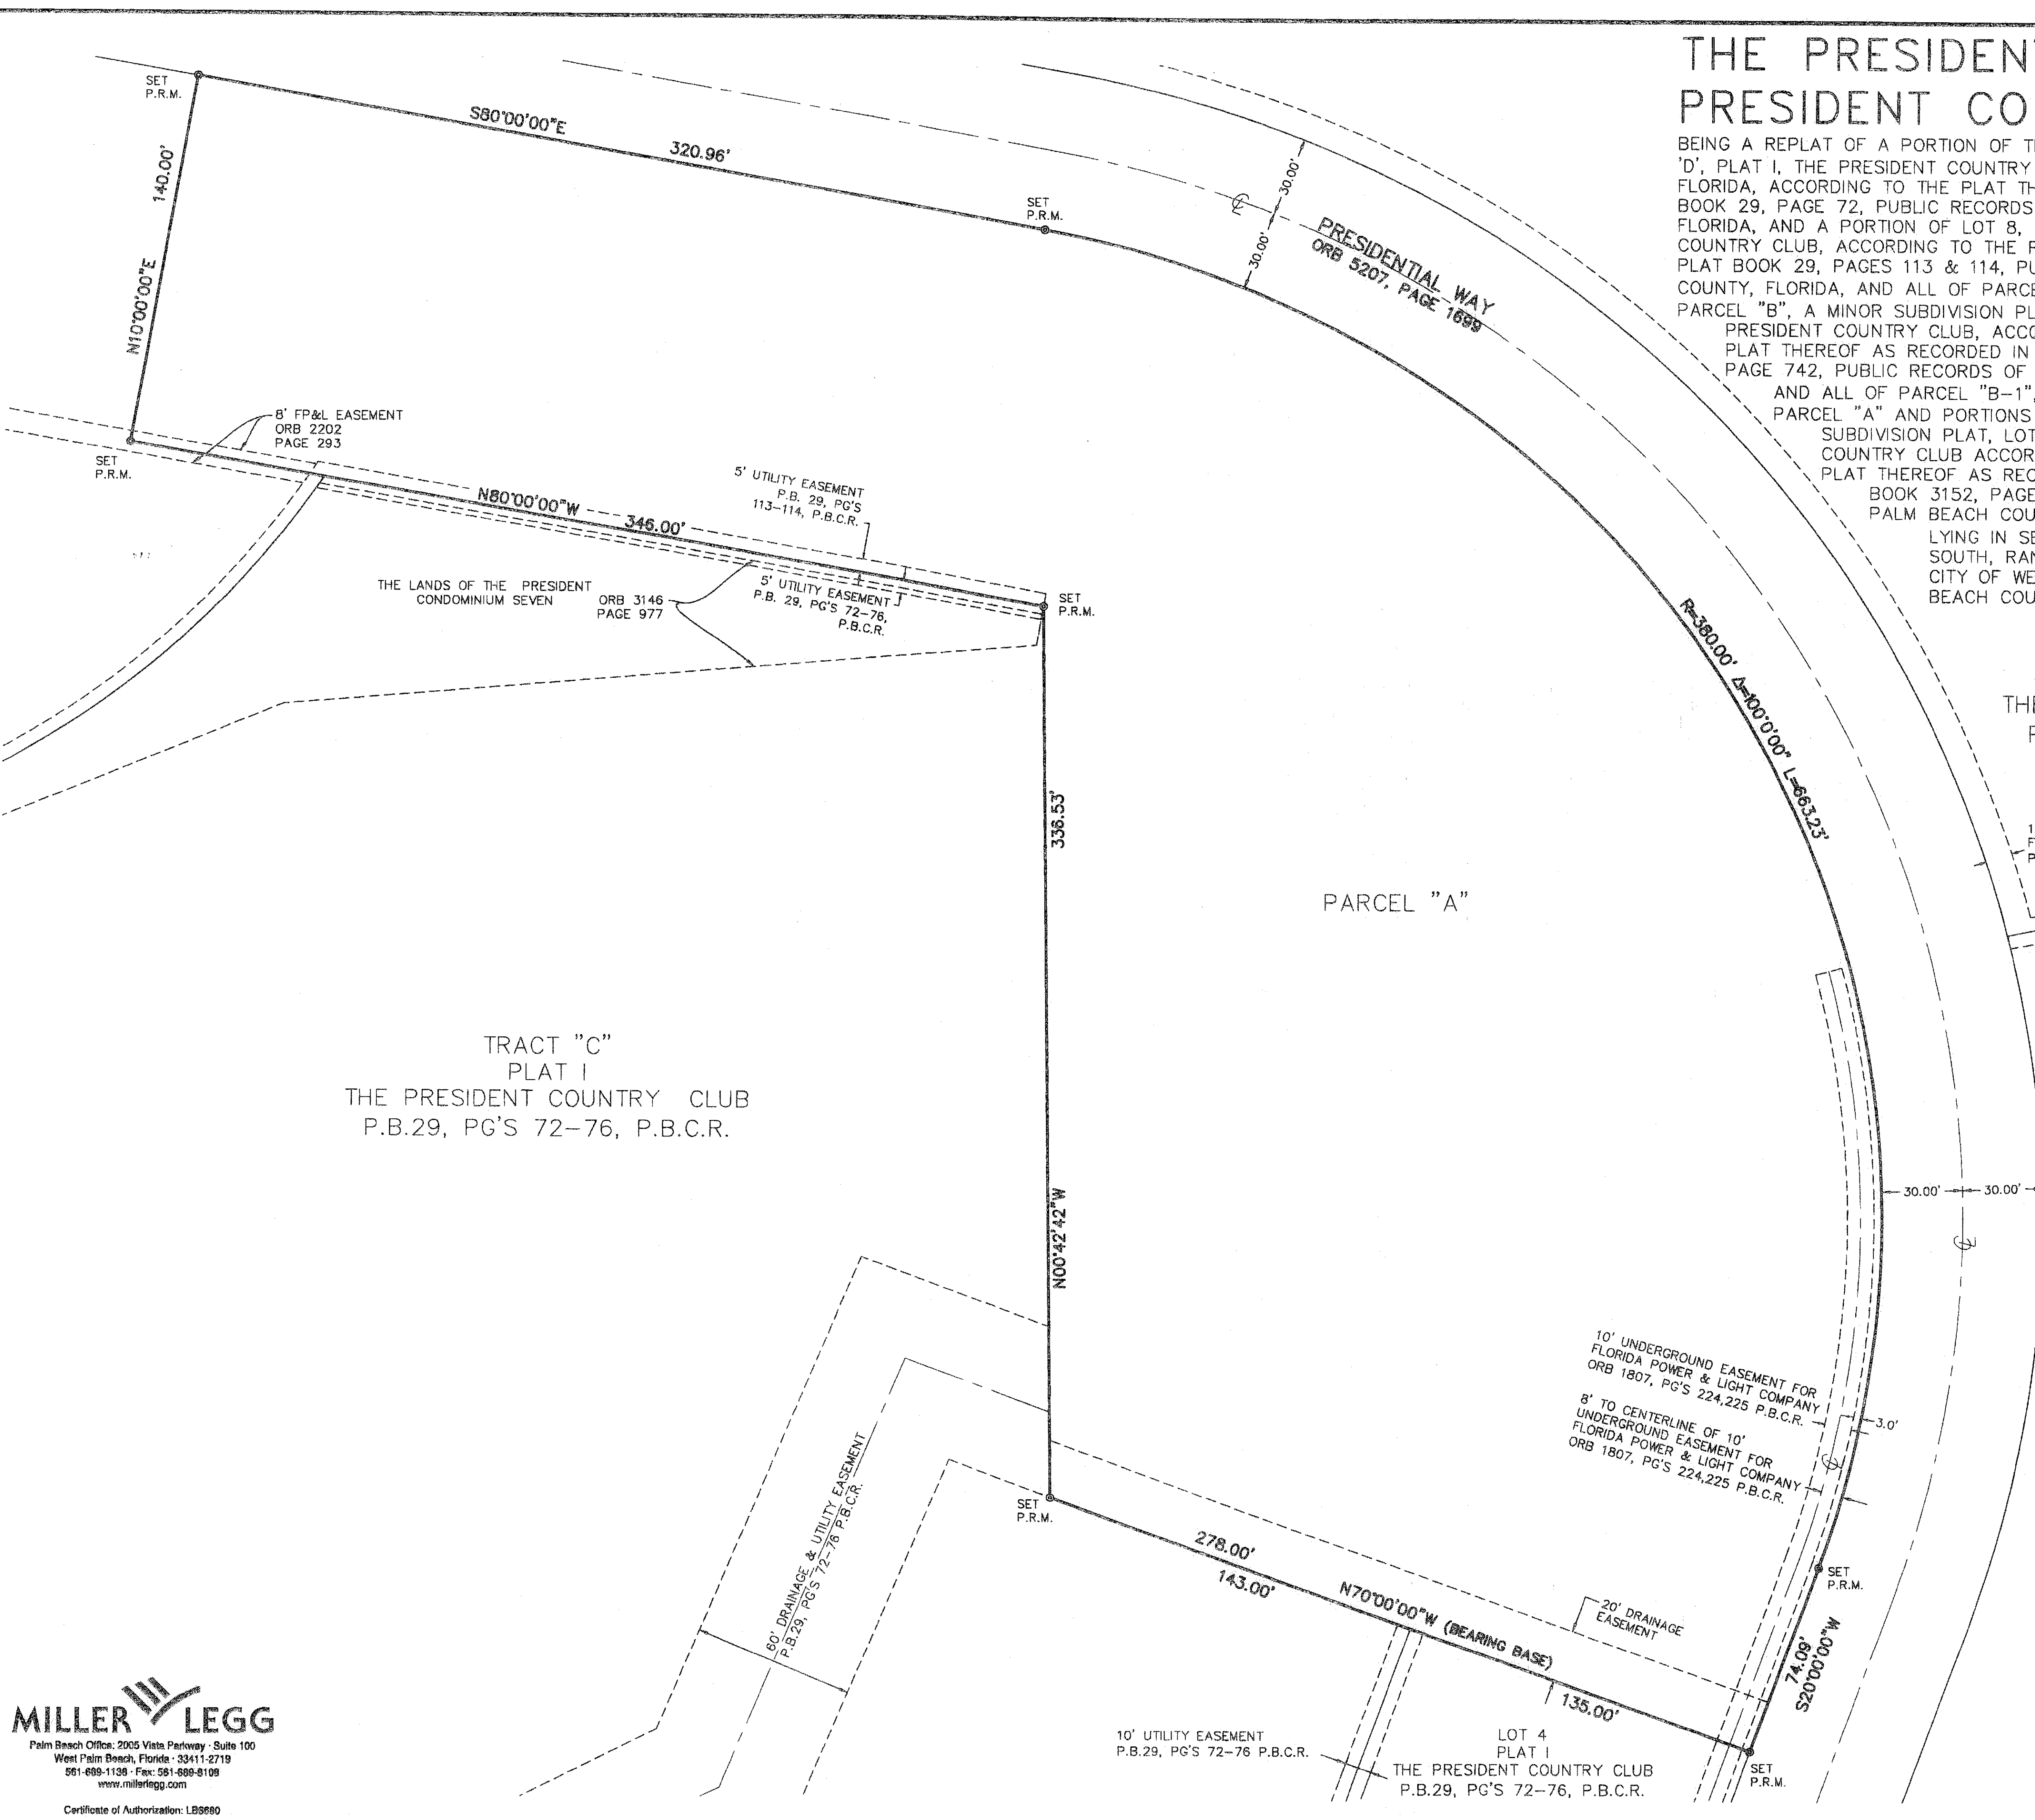 THE PRESIDEN
PRESIDENT CO
BEING A REPLAT OF A PORTION OF T
'D', PLAT I, THE PRESIDENT COUNTRY
FLORIDA, ACCORDING TO THE PLAT TH
BOOK 29, PAGE 72, PUBLIC RECORDS
FLORIDA, AND A PORTION OF LOT 8,
COUNTRY CLUB, ACCORDING TO THE
PLAT BOOK 29, PAGES 113 & 114, PU
COUNTY, FLORIDA, AND ALL OF PARCE
PARCEL "B", A MINOR SUBDIVISION PL
PRESIDENT COUNTRY CLUB, ACCO
PLAT THEREOF AS RECORDED IN
PAGE 742, PUBLIC RECORDS OF
AND ALL OF PARCEL "B-1",
PARCEL "A" AND PORTIONS
SUBDIVISION PLAT, LOT
COUNTRY CLUB ACCOR
PLAT THEREOF AS REC
BOOK 3152, PAGE
PALM BEACH COU
LYING IN SE
SOUTH, RAN
CITY OF WE
BEACH COU
THE
SET
P.R.M.
S80°00'00"E
320.96'
140.00'
N10°00'00"E
SET
P.R.M.
30.00'
30.00'
PRESIDENTIAL WAY
ORB 5207, PAGE 1699
8' FP&L EASEMENT
ORB 2202
PAGE 293
SET
P.R.M.
N80°00'00"W
346.00'
5' UTILITY EASEMENT
P.B. 29, PG'S
113-114, P.B.C.R.
5' UTILITY EASEMENT
P.B. 29, PG'S 72-76,
P.B.C.R.
THE LANDS OF THE PRESIDENT
CONDOMINIUM SEVEN
ORB 3146
PAGE 977
SET
P.R.M.
R=380.00' Δ=100°0'00" L=663.23'
336.53'
N00°42'42"W
PARCEL "A"
TRACT "C"
PLAT I
THE PRESIDENT COUNTRY CLUB
P.B.29, PG'S 72-76, P.B.C.R.
30.00'
30.00'
10' UNDERGROUND EASEMENT FOR
FLORIDA POWER & LIGHT COMPANY
ORB 1807, PG'S 224,225 P.B.C.R.
8' TO CENTERLINE OF 10'
UNDERGROUND EASEMENT FOR
FLORIDA POWER & LIGHT COMPANY
ORB 1807, PG'S 224,225 P.B.C.R.
3.0'
60' DRAINAGE & UTILITY EASEMENT
P.B.29, PG'S 72-76 P.B.C.R.
SET
P.R.M.
278.00'
143.00'
N70°00'00"W (BEARING BASE)
135.00'
20' DRAINAGE
EASEMENT
SET
P.R.M.
74.09'
S20°00'00"W
SET
P.R.M.
10' UTILITY EASEMENT
P.B.29, PG'S 72-76 P.B.C.R.
LOT 4
PLAT I
THE PRESIDENT COUNTRY CLUB
P.B.29, PG'S 72-76, P.B.C.R.
MILLER LEGG
Palm Beach Office: 2005 Vista Parkway · Suite 100
West Palm Beach, Florida · 33411-2719
561-689-1138 · Fax: 561-689-8108
www.millerlegg.com
Certificate of Authorization: LB6680